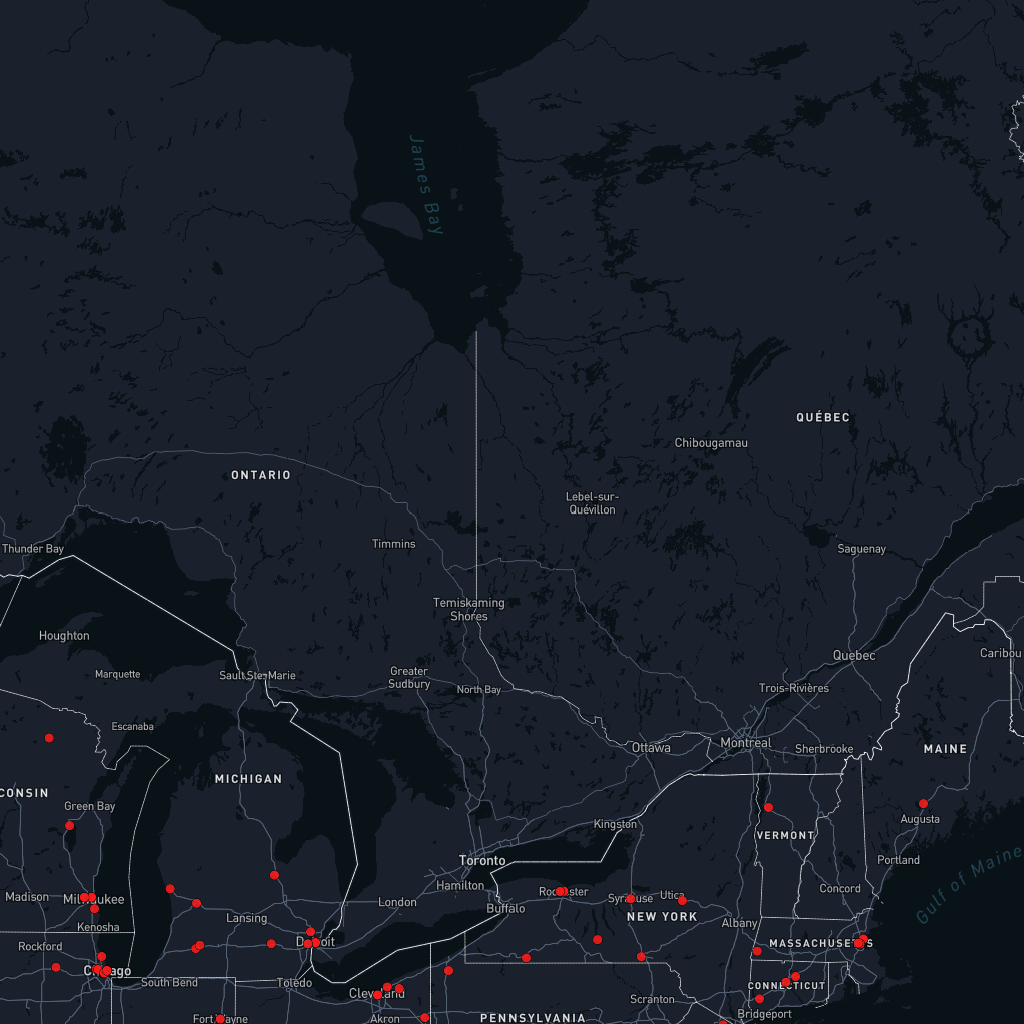 James Bay
QUÉBEC
Chibougamau
ONTARIO
Lebel-sur-
Quévillon
Timmins
Thunder Bay
Saguenay
Temiskaming
Shores
Houghton
Quebec
Caribou
Marquette
Sault Ste-Marie
Greater
Sudbury
North Bay
Trois-Rivières
Escanaba
Ottawa
Montreal
Sherbrooke
MAINE
MICHIGAN
CONSIN
Green Bay
Kingston
VERMONT
Augusta
Toronto
Portland
Gulf of Maine
Hamilton
Rochester
Concord
Madison
Milwaukee
London
Syracuse
Utica
Buffalo
Lansing
NEW YORK
Kenosha
Albany
Rockford
Detroit
MASSACHUSETTS
Chicago
South Bend
Toledo
Cleveland
CONNECTICUT
Scranton
Fort Wayne
Akron
PENNSYLVANIA
Bridgeport